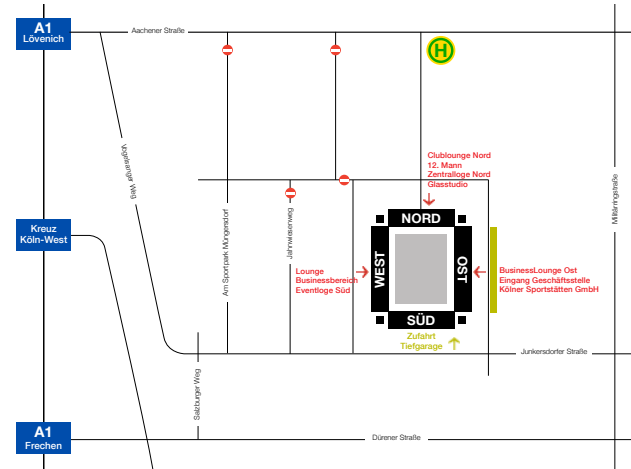 A1
Lövenich
Aachener Straße
H
Vogelsanger Weg
Am Sportpark Müngersdorf
Jahnwiesenweg
Militärringstraße
Clublounge Nord
12. Mann
Zentralloge Nord
Glasstudio
NORD
Kreuz
Köln-West
WEST
OST
Lounge
Businessbereich
Eventloge Süd
BusinessLounge Ost
Eingang Geschäftsstelle
Kölner Sportstätten GmbH
SÜD
Zufahrt
Tiefgarage
Junkersdorfer Straße
Salzburger Weg
A1
Frechen
Dürener Straße